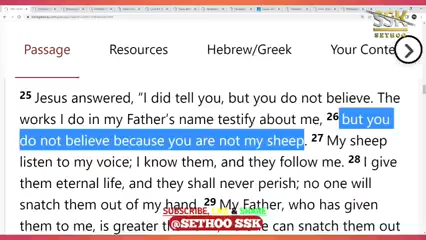 SSK
SETHOO
Passage Resources Hebrew/Greek Your Conte
25 Jesus answered, “I did tell you, but you do not believe. The
works I do in my Father’s name testify about me, 26 but you
do not believe because you are not my sheep. 27 My sheep
listen to my voice; I know them, and they follow me. 28 I give
them eternal life, and they shall never perish; no one will
snatch them out of my hand. 29 My Father, who has given
SUBSCRIBE, & SHARE
them to me, is greater can snatch them
@SETHOO SSK